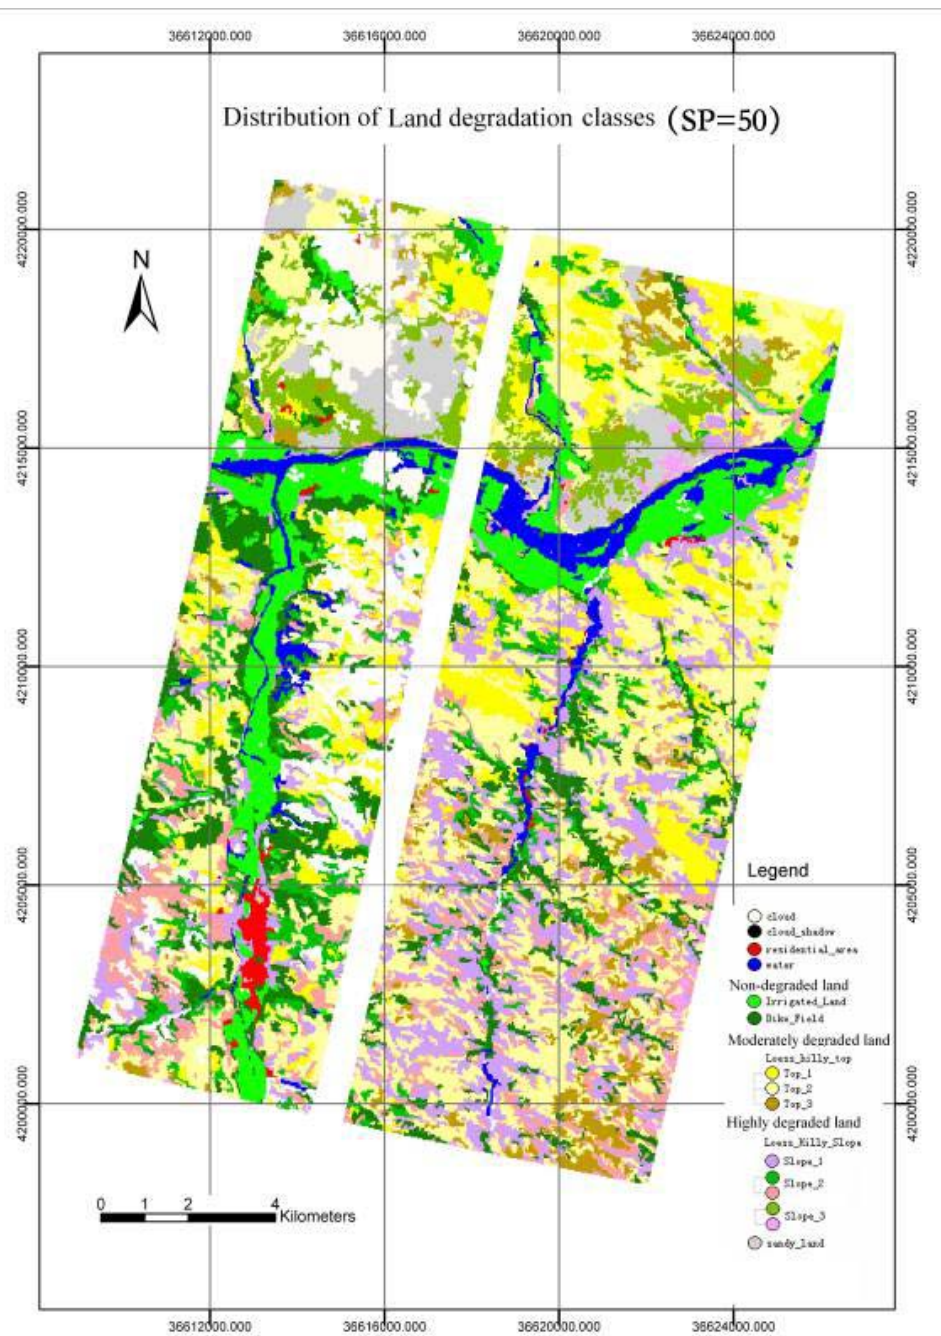 36612000.000 36616000.000 36620000.000 36624000.000
Distribution of Land degradation classes (SP=50)
4220000.000 4220000.000
N
4215000.000 4215000.000
4210000.000 4210000.000
4205000.000 4205000.000
4200000.000 4200000.000
Legend
cloud
cloud_shadow
residential_area
water
Non-degraded land
Irrigated_Land
Dike_Field
Moderately degraded land
Loess_hilly_top
Top_1
Top_2
Top_3
Highly degraded land
Loess_Hilly_Slope
Slope_1
Slope_2
Slope_3
sandy_land
0 1 2 4
Kilometers
36612000.000 36616000.000 36620000.000 36624000.000